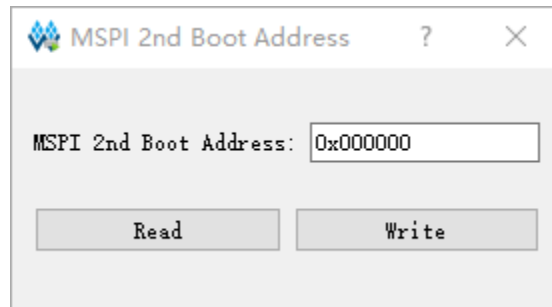 MSPI 2nd Boot Address ?
MSPI 2nd Boot Address: 0x000000
Read Write